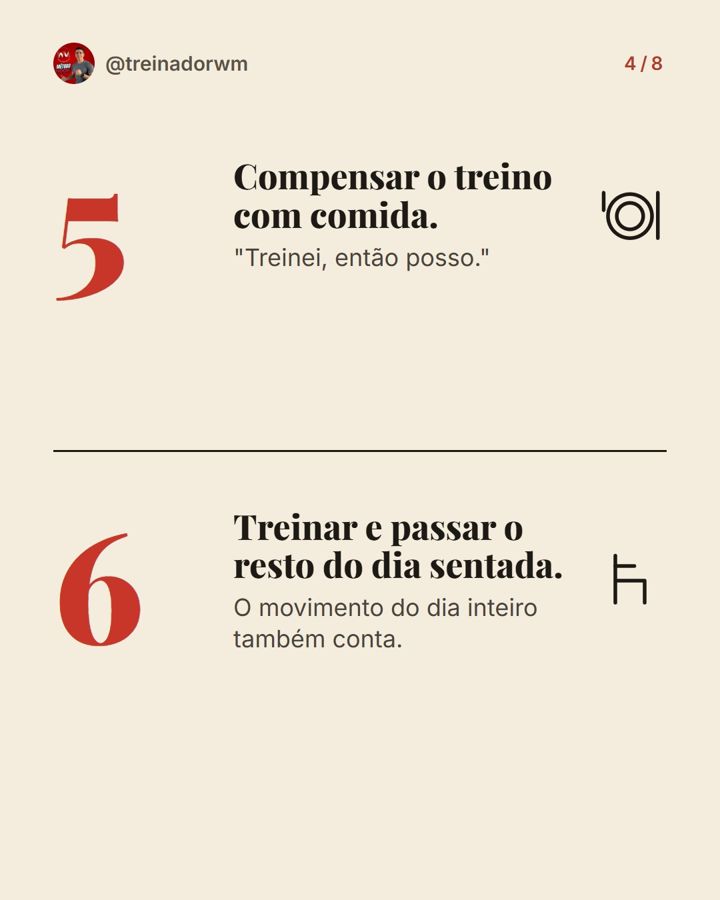 @treinadorwm
4 / 8
5
Compensar o treino
com comida.
"Treinei, então posso."
6
Treinar e passar o
resto do dia sentada.
O movimento do dia inteiro
também conta.